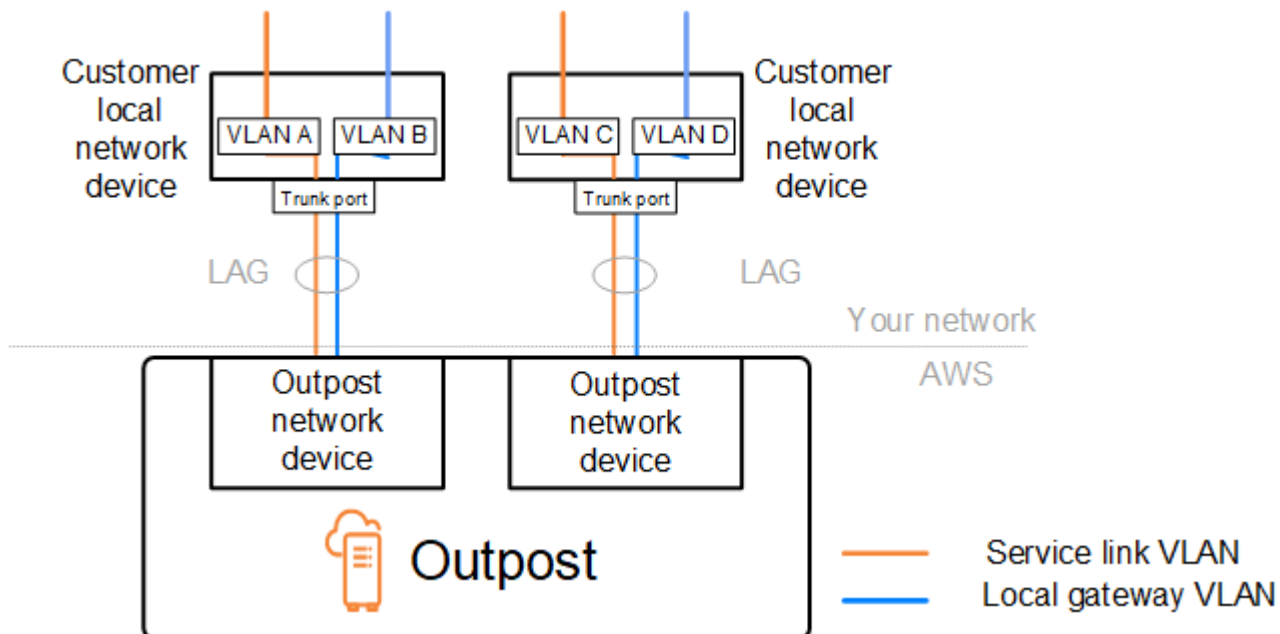 Customer
local
network
device
VLAN A
VLAN B
Trunk port
LAG
VLAN C
VLAN D
Trunk port
LAG
Customer
local
network
device
Your network
AWS
Outpost
network
device
Outpost
network
device
Outpost
Service link VLAN
Local gateway VLAN